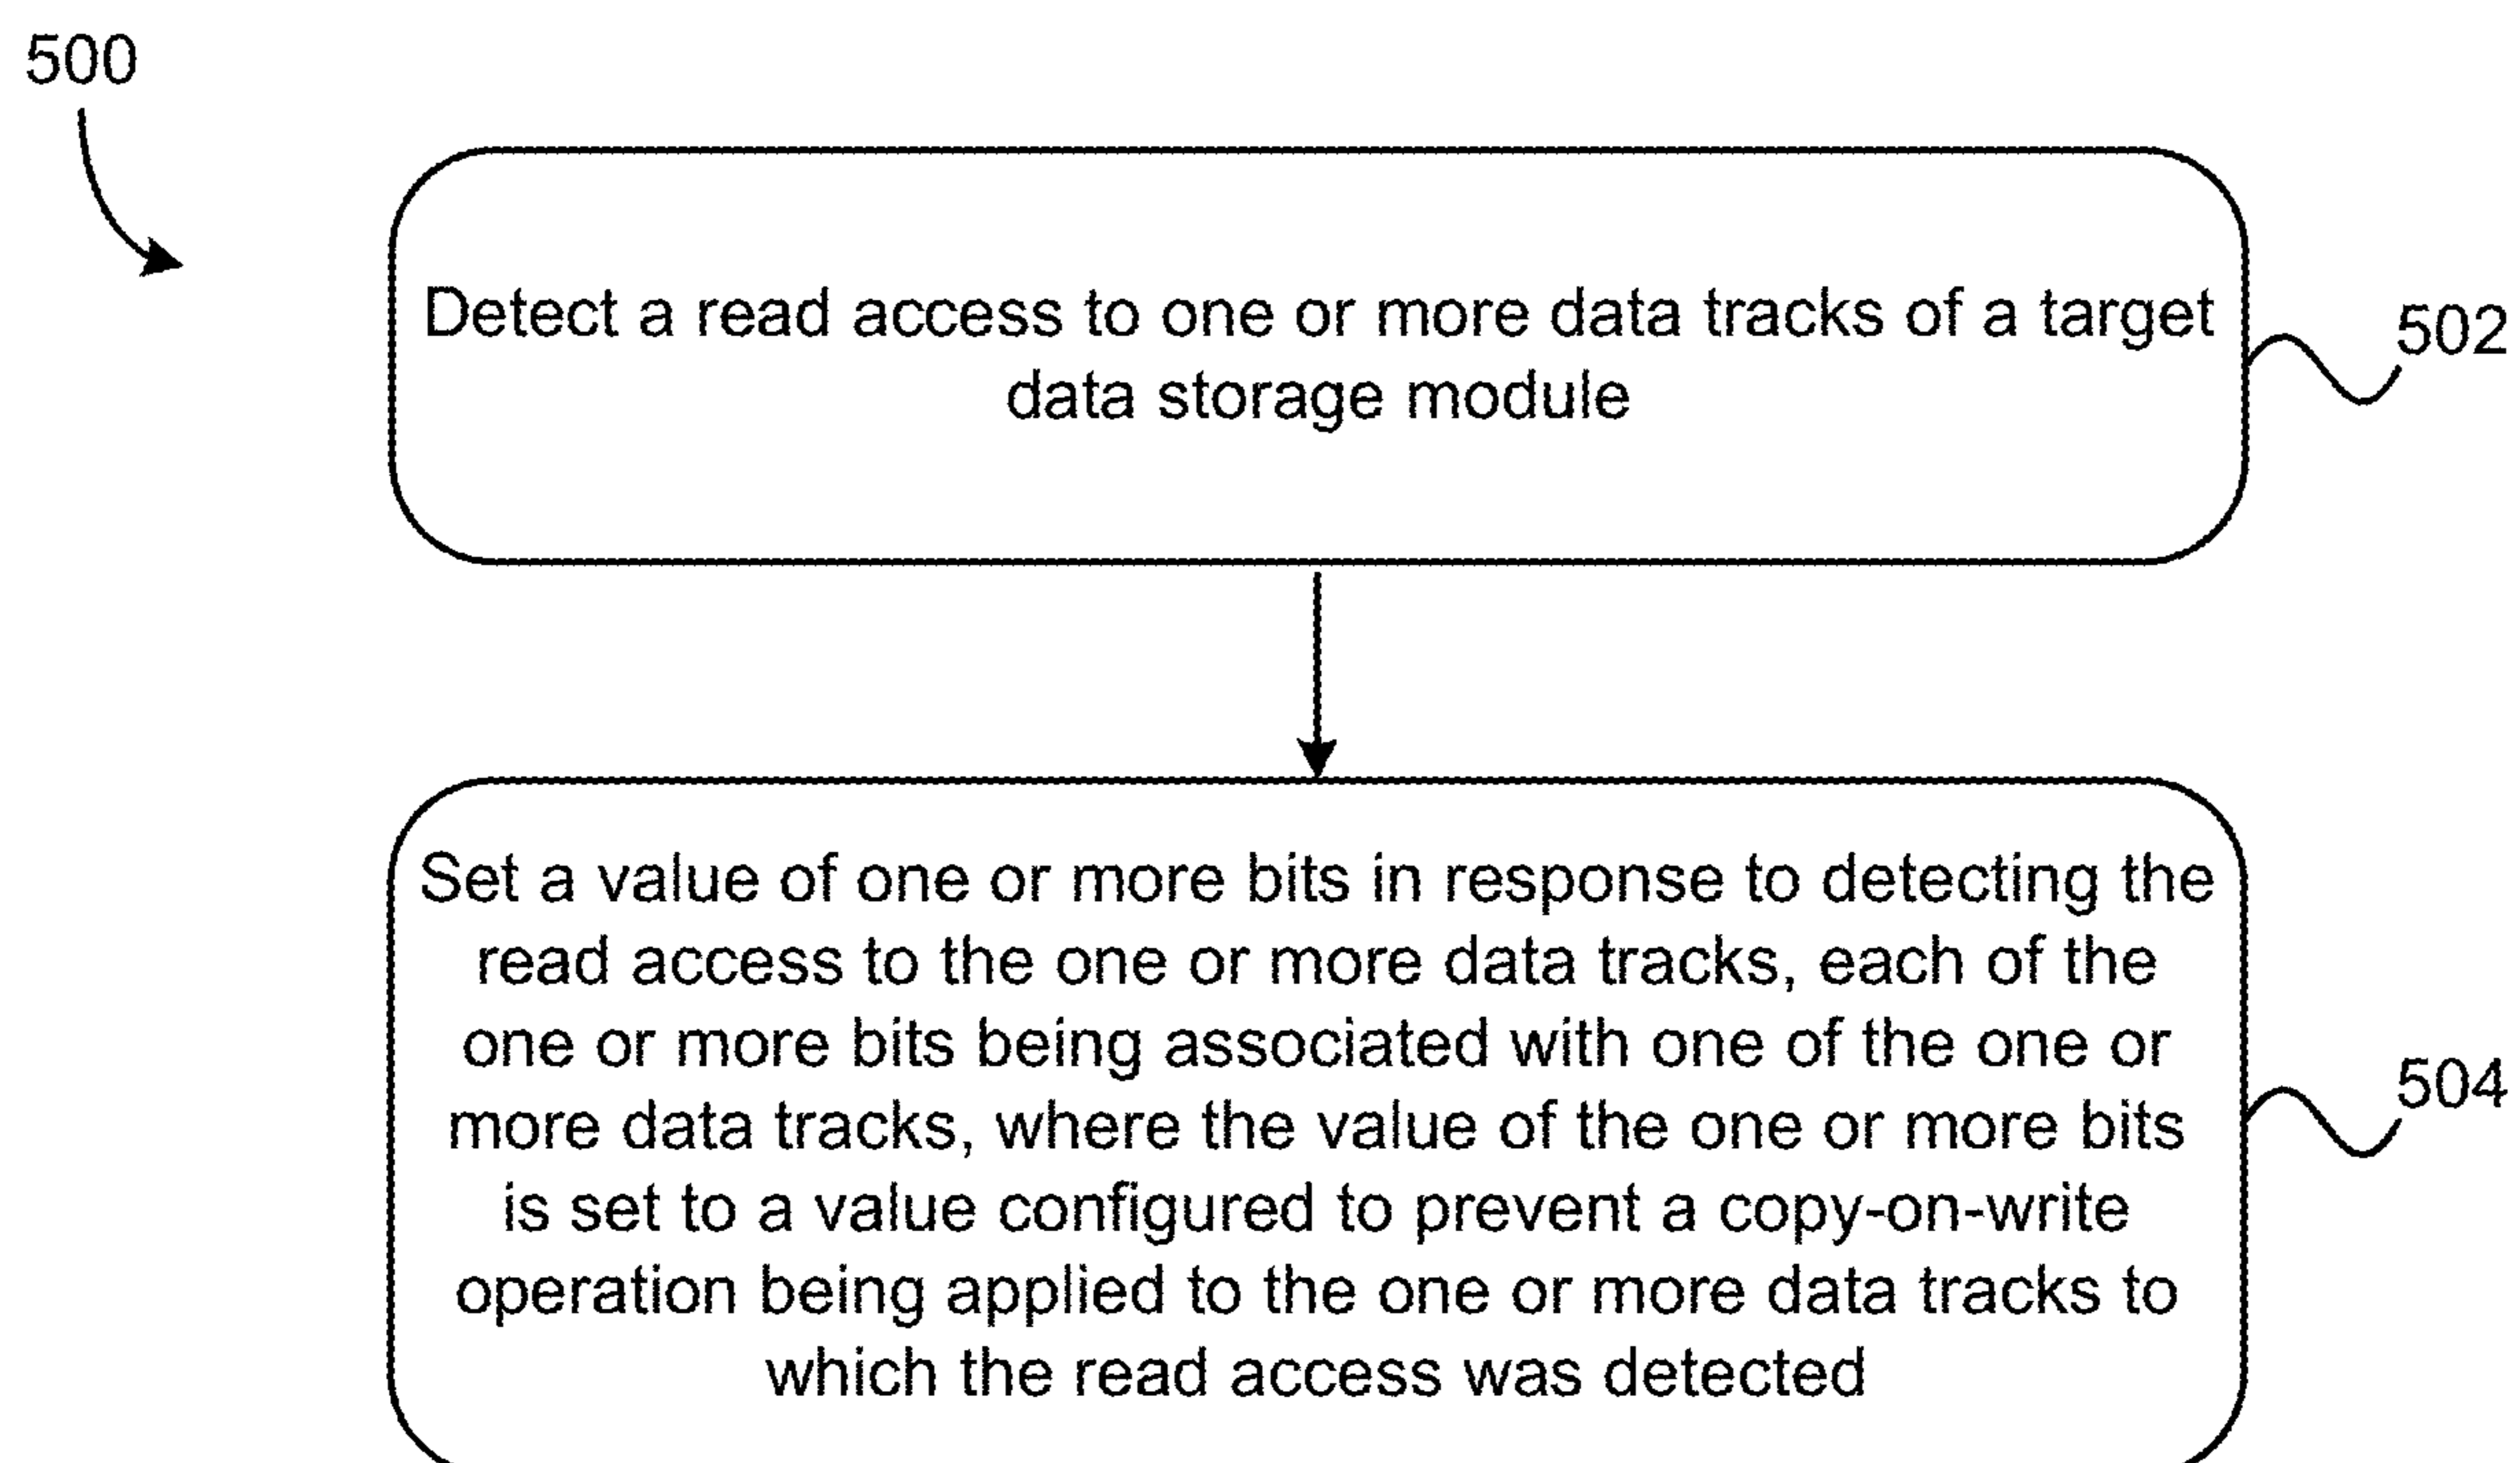 500
Detect a read access to one or more data tracks of a target
data storage module
502
Set a value of one or more bits in response to detecting the
read access to the one or more data tracks, each of the
one or more bits being associated with one of the one or
more data tracks, where the value of the one or more bits
is set to a value configured to prevent a copy-on-write
operation being applied to the one or more data tracks to
which the read access was detected
504